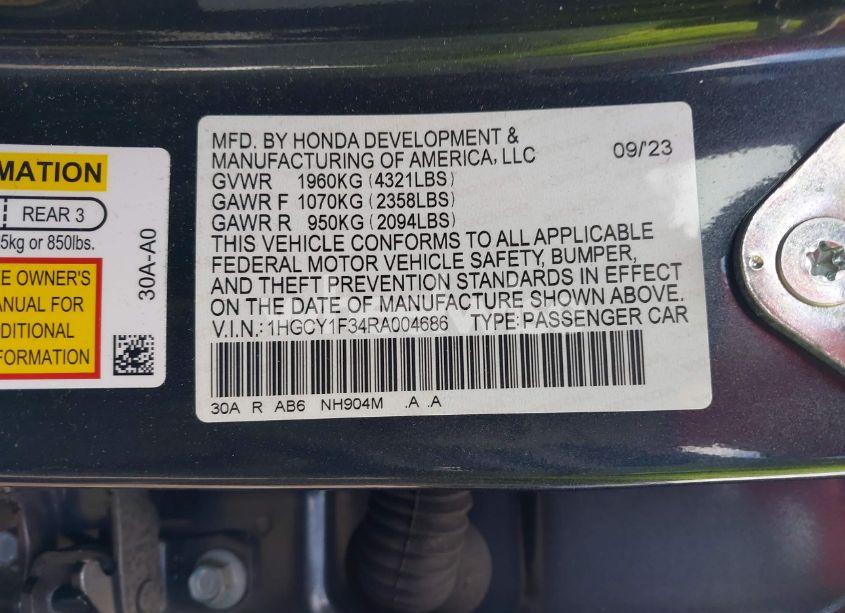 MATION
REAR 3
5kg or 850lbs.
E OWNER'S
ANUAL FOR
DITIONAL
FORMATION
30A-A0
MFD. BY HONDA DEVELOPMENT &
MANUFACTURING OF AMERICA, LLC 09/23
GVWR 1960KG (4321LBS)
GAWR F 1070KG (2358LBS)
GAWR R 950KG (2094LBS)
THIS VEHICLE CONFORMS TO ALL APPLICABLE
FEDERAL MOTOR VEHICLE SAFETY, BUMPER,
AND THEFT PREVENTION STANDARDS IN EFFECT
ON THE DATE OF MANUFACTURE SHOWN ABOVE.
V.I.N.: 1HGCY1F34RA004686 TYPE: PASSENGER CAR
30A R AB6 NH904M .A .A